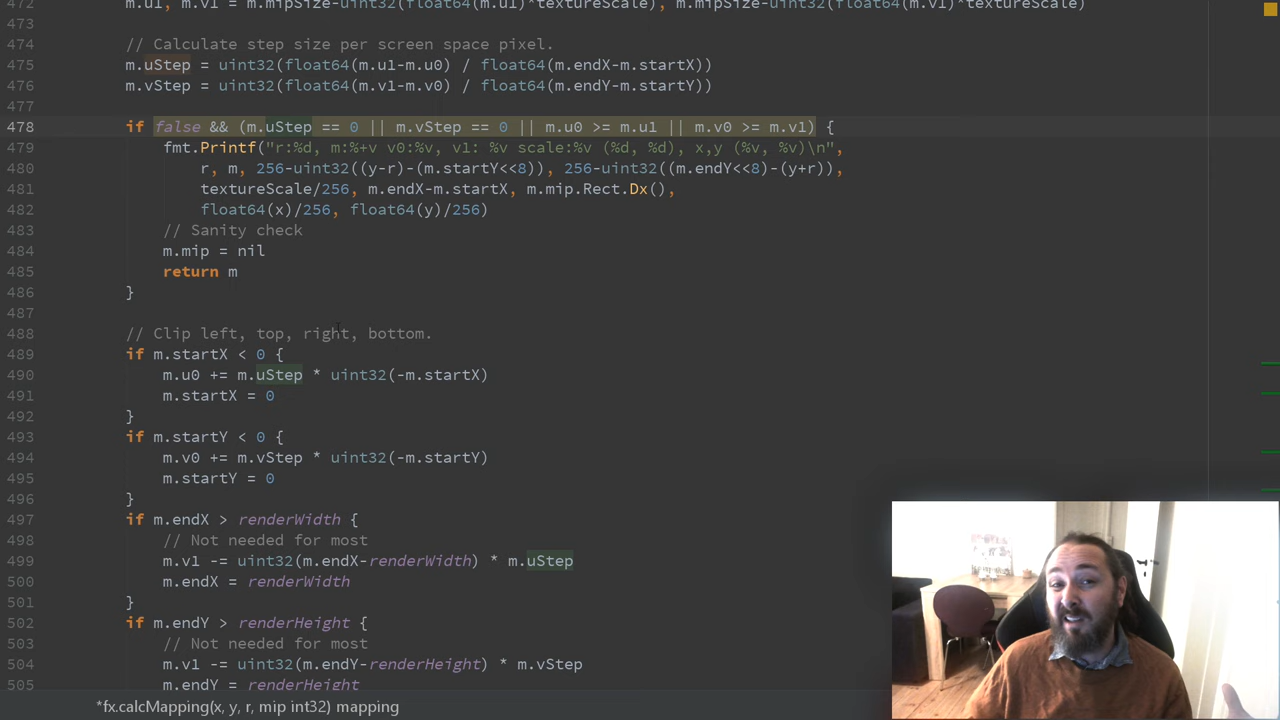 472 m.u1, m.v1 = m.mipSize-uint32(float64(m.u1)*textureScale), m.mipSize-uint32(float64(m.v1)*textureScale)
473
474 // Calculate step size per screen space pixel.
475 m.uStep = uint32(float64(m.u1-m.u0) / float64(m.endX-m.startX))
476 m.vStep = uint32(float64(m.v1-m.v0) / float64(m.endY-m.startY))
477
478 if false && (m.uStep == 0 || m.vStep == 0 || m.u0 >= m.u1 || m.v0 >= m.v1) {
479 fmt.Printf("r:%d, m:%+v v0:%v, v1: %v scale:%v (%d, %d), x,y (%v, %v)\n",
480 r, m, 256-uint32((y-r)-(m.startY<<8)), 256-uint32((m.endY<<8)-(y+r)),
481 textureScale/256, m.endX-m.startX, m.mip.Rect.Dx(),
482 float64(x)/256, float64(y)/256)
483 // Sanity check
484 m.mip = nil
485 return m
486 }
487
488 // Clip left, top, right, bottom.
489 if m.startX < 0 {
490 m.u0 += m.uStep * uint32(-m.startX)
491 m.startX = 0
492 }
493 if m.startY < 0 {
494 m.v0 += m.vStep * uint32(-m.startY)
495 m.startY = 0
496 }
497 if m.endX > renderWidth {
498 // Not needed for most
499 m.v1 -= uint32(m.endX-renderWidth) * m.uStep
500 m.endX = renderWidth
501 }
502 if m.endY > renderHeight {
503 // Not needed for most
504 m.v1 -= uint32(m.endY-renderHeight) * m.vStep
505 m.endY = renderHeight
*fx.calcMapping(x, y, r, mip int32) mapping